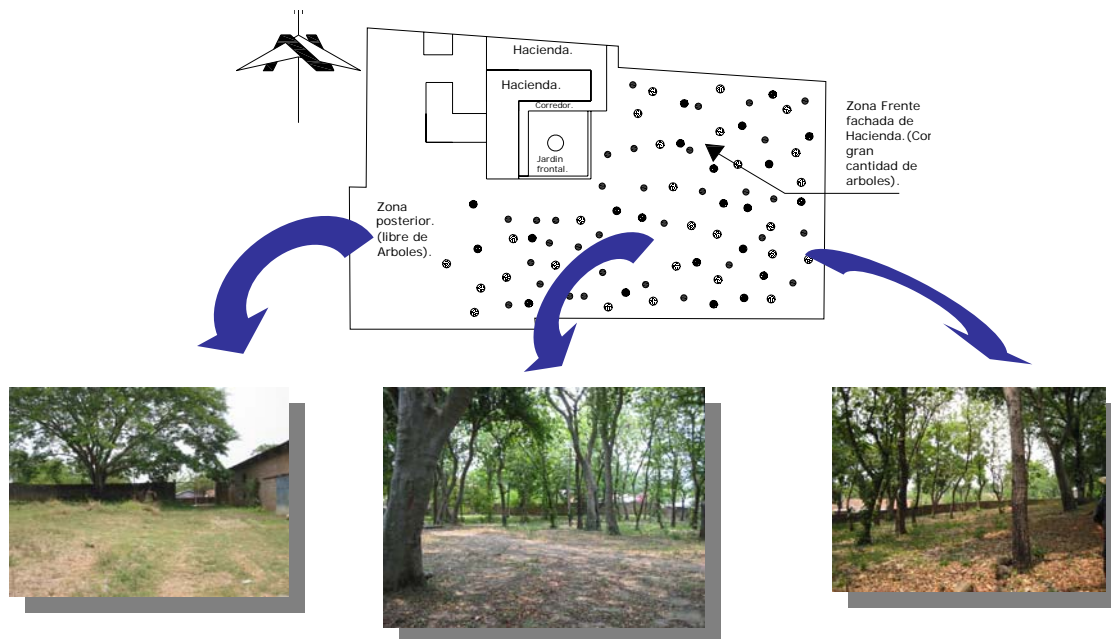 Hacienda.
Hacienda.
Corredor.
Jardin
frontal.
Zona Frente
fachada de
Hacienda.(Cor
gran
cantidad de
arboles).
Zona
posterior.
(libre de
Arboles).